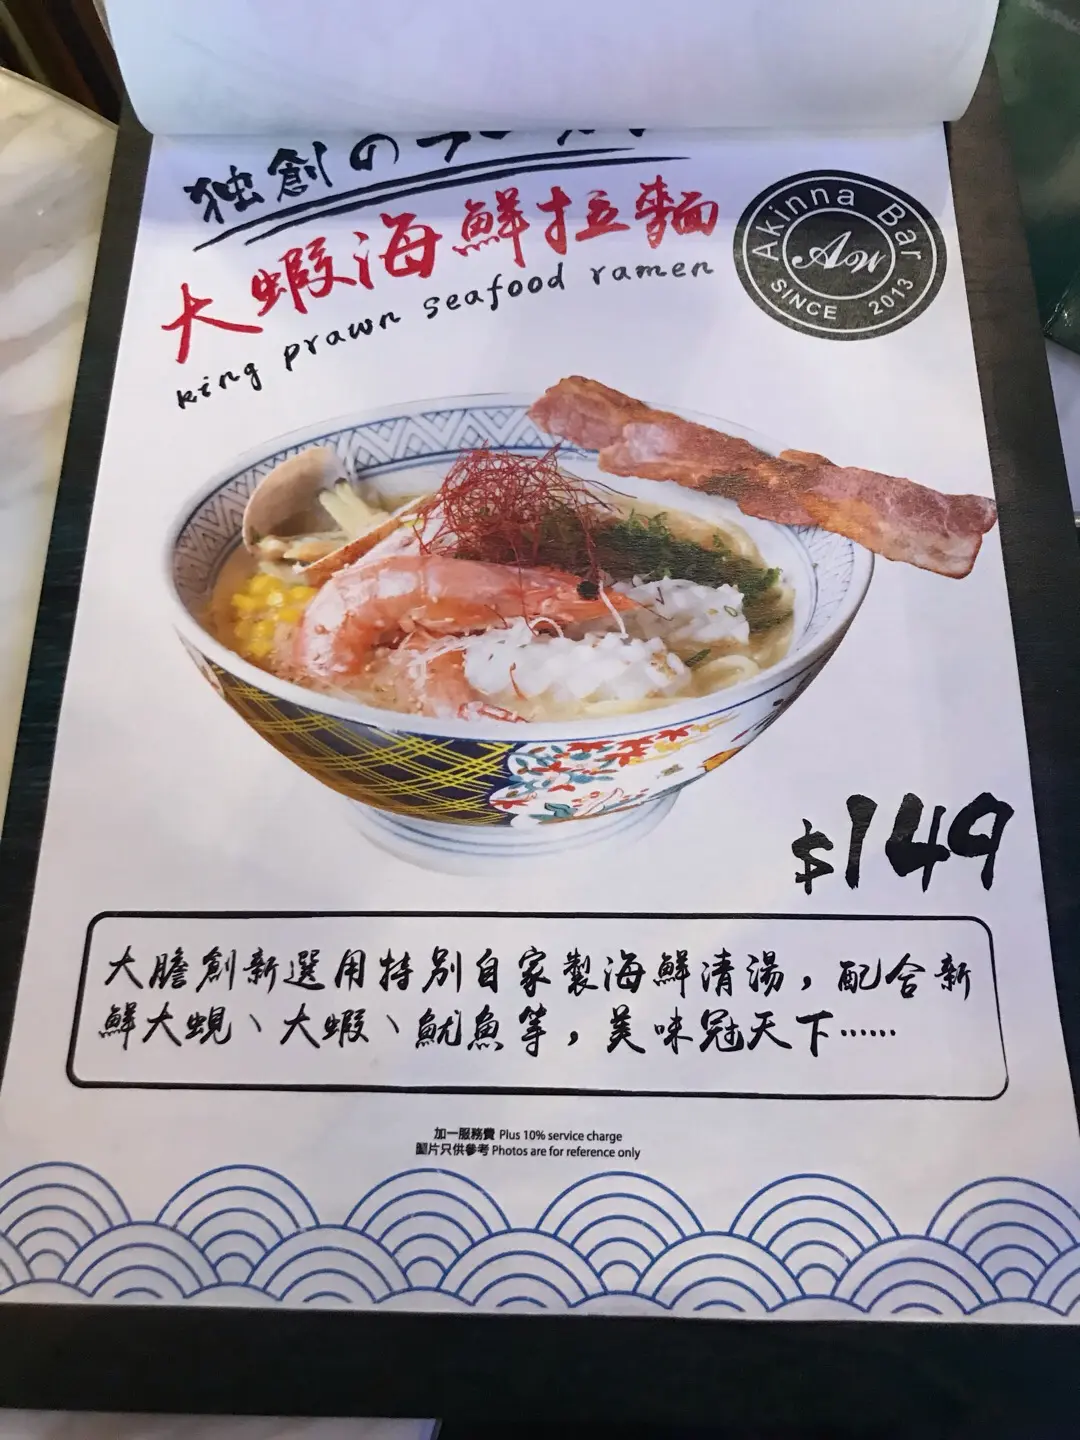 独創の
大蝦海鮮拉麵
king prawn seafood ramen
Akinna Bar
AW
SINCE 2013
$149
大膽創新選用特別自家製海鮮清湯，配合新
鮮大蜆、大蝦、魷魚等，美味冠天下……
加一服務費 Plus 10% service charge
圖片只供參考 Photos are for reference only